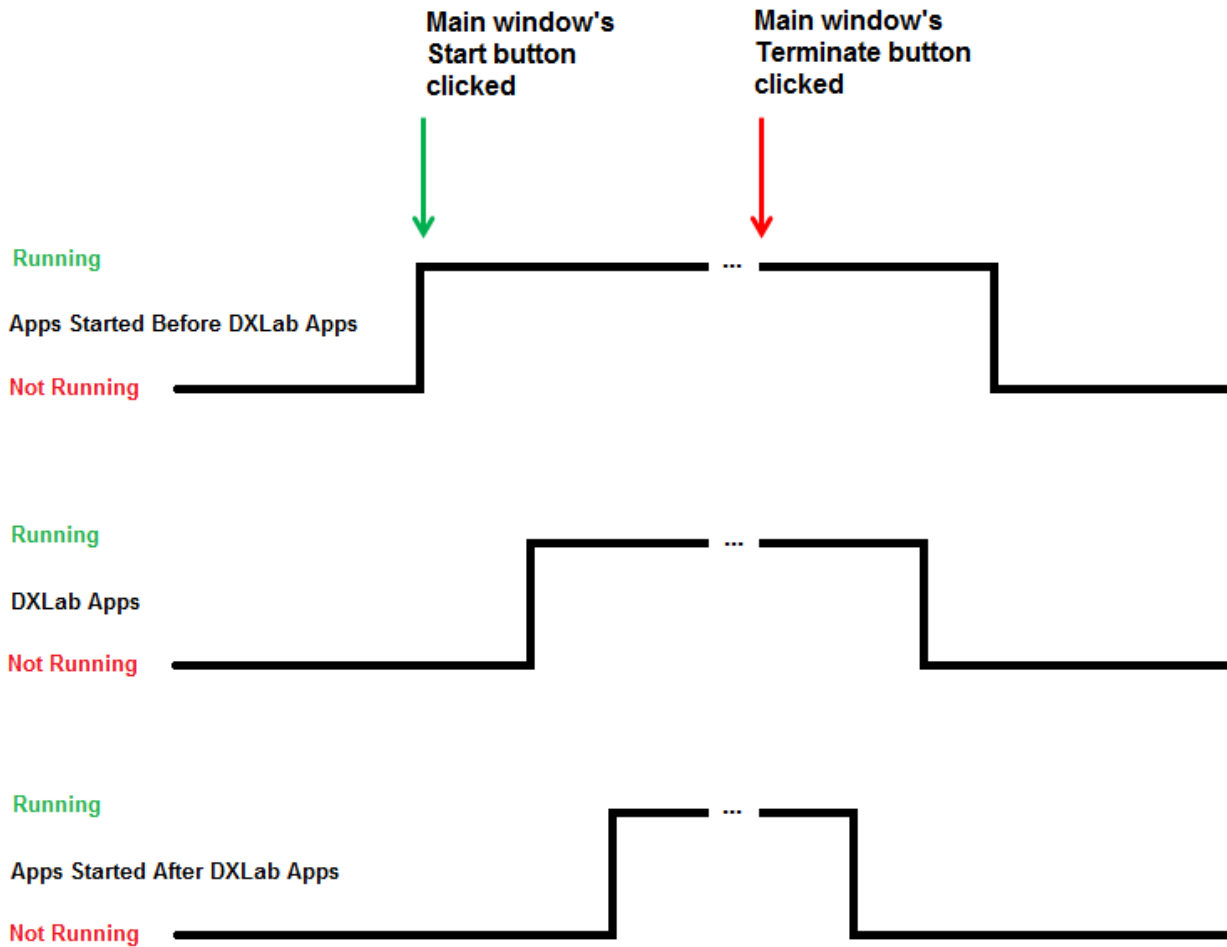 Main window's
Start button
clicked
Main window's
Terminate button
clicked
Running
...
Apps Started Before DXLab Apps
Not Running
Running
...
DXLab Apps
Not Running
Running
...
Apps Started After DXLab Apps
Not Running